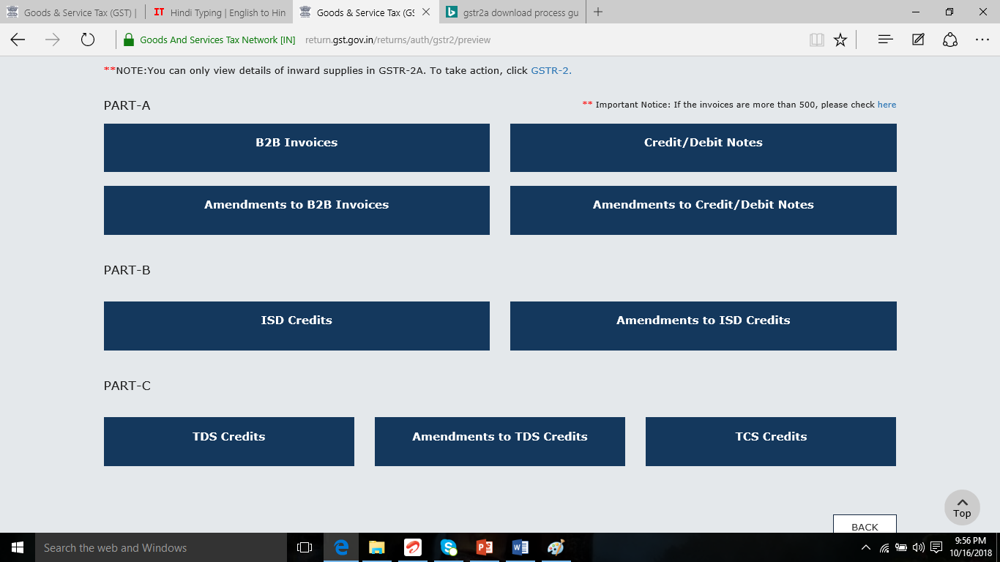 Goods & Service Tax (GST) |
IT Hindi Typing | English to Hin
Goods & Service Tax (GS
gstr2a download process gu
Goods And Services Tax Network [IN] return.gst.gov.in/returns/auth/gstr2/preview
**NOTE:You can only view details of inward supplies in GSTR-2A. To take action, click GSTR-2.
PART-A
** Important Notice: If the invoices are more than 500, please check here
B2B Invoices
Credit/Debit Notes
Amendments to B2B Invoices
Amendments to Credit/Debit Notes
PART-B
ISD Credits
Amendments to ISD Credits
PART-C
TDS Credits
Amendments to TDS Credits
TCS Credits
Top
BACK
Search the web and Windows
9:56 PM
10/16/2018